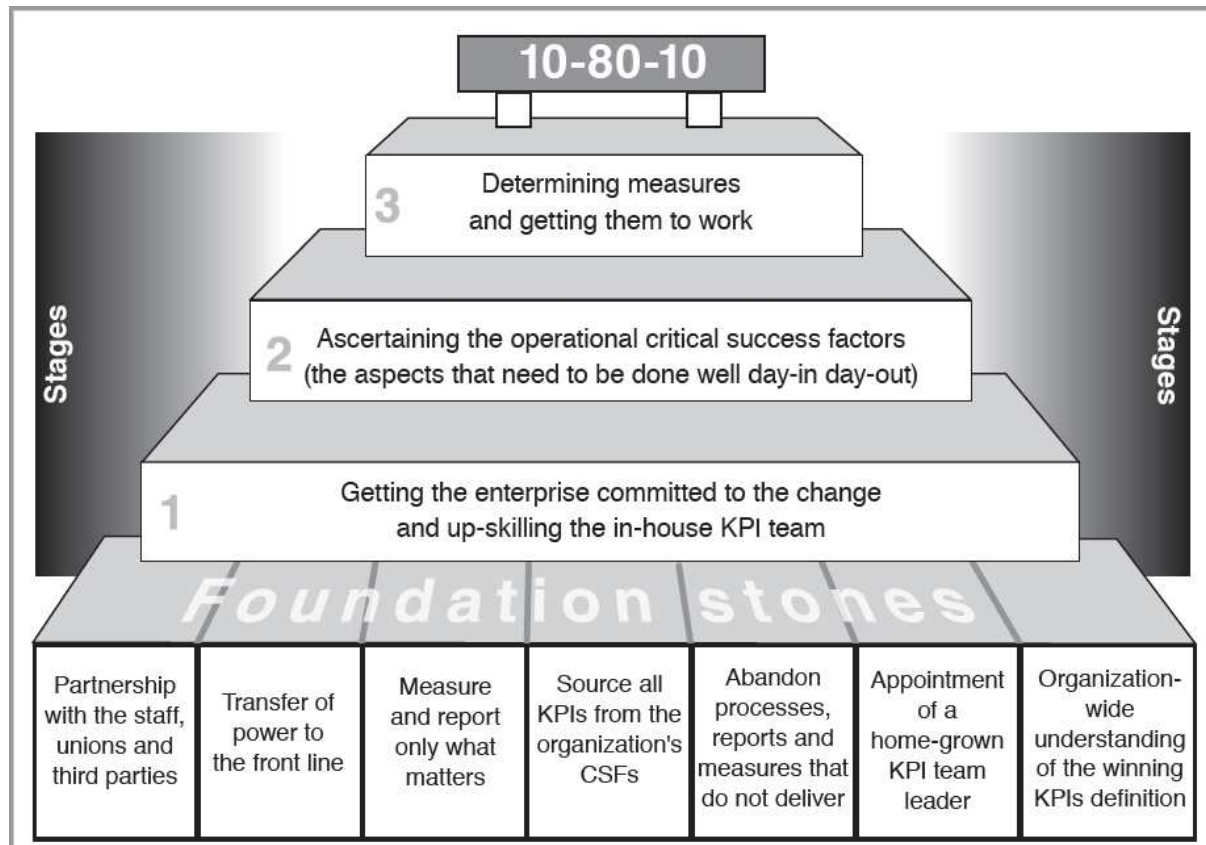 10-80-10
3
Determining measures
and getting them to work
2
Ascertaining the operational critical success factors
(the aspects that need to be done well day-in day-out)
1
Getting the enterprise committed to the change
and up-skilling the in-house KPI team
Stages
Stages
Foundation stones
Partnership
with the staff,
unions and
third parties
Transfer of
power to
the front line
Measure
and report
only what
matters
Source all
KPIs from the
organization's
CSFs
Abandon
processes,
reports and
measures that
do not deliver
Appointment
of a
home-grown
KPI team
leader
Organization-
wide
understanding
of the winning
KPIs definition